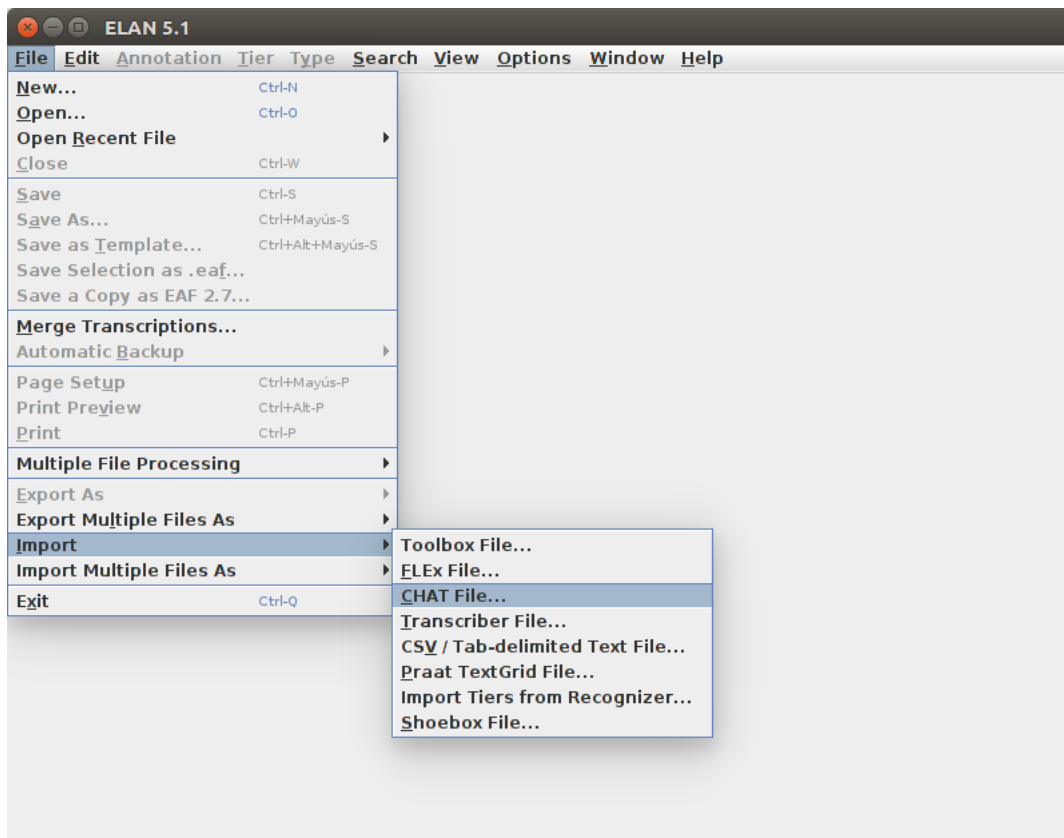 ELAN 5.1
File Edit Annotation Tier Type Search View Options Window Help
New... Ctrl-N
Open... Ctrl-O
Open Recent File
Close Ctrl-W
Save Ctrl-S
Save As... Ctrl+Mayús-S
Save as Template... Ctrl+Alt+Mayús-S
Save Selection as .eaf...
Save a Copy as EAF 2.7...
Merge Transcriptions...
Automatic Backup
Page Setup Ctrl+Mayús-P
Print Preview Ctrl+Alt-P
Print Ctrl-P
Multiple File Processing
Export As
Export Multiple Files As
Import
Import Multiple Files As
Exit Ctrl-Q
Toolbox File...
FLEx File...
CHAT File...
Transcriber File...
CSV / Tab-delimited Text File...
Praat TextGrid File...
Import Tiers from Recognizer...
Shoebox File...